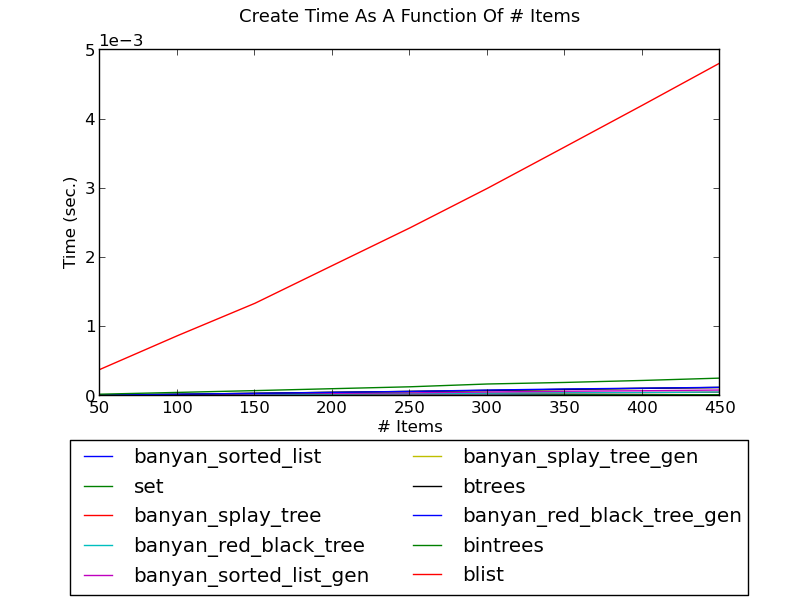 Create Time As A Function Of # Items
1e−3
5
4
3
2
1
0
Time (sec.)
50 100 150 200 250 300 350 400 450
# Items
banyan_sorted_list
set
banyan_splay_tree
banyan_red_black_tree
banyan_sorted_list_gen
banyan_splay_tree_gen
btrees
banyan_red_black_tree_gen
bintrees
blist